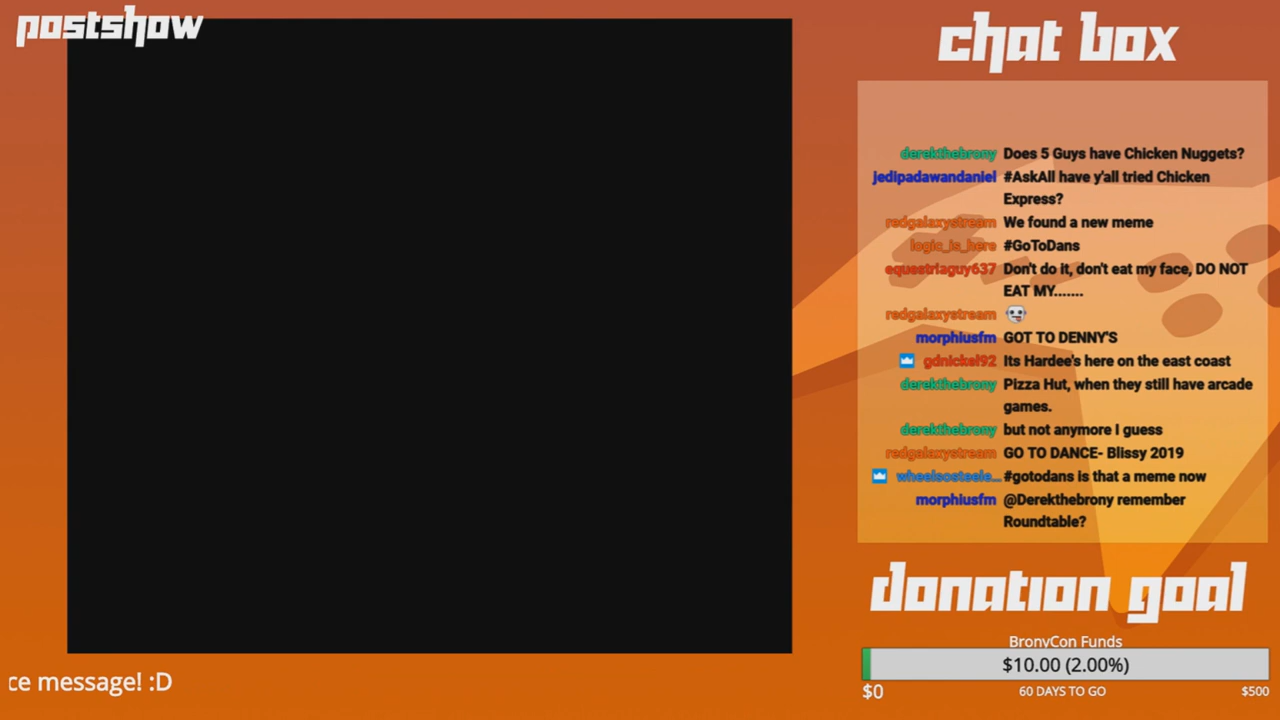 postshow
chat box
derekthebrony Does 5 Guys have Chicken Nuggets?
jedipadawandaniel #AskAll have y'all tried Chicken
Express?
redgalaxystream We found a new meme
logic_is_here #GoToDans
equestriaguy637 Don't do it, don't eat my face, DO NOT
EAT MY.......
redgalaxystream
morphiusfm GOT TO DENNY'S
gdnickel92 Its Hardee's here on the east coast
derekthebrony Pizza Hut, when they still have arcade
games.
derekthebrony but not anymore I guess
redgalaxystream GO TO DANCE- Blissy 2019
wheelsosteele... #gotodans is that a meme now
morphiusfm @Derekthebrony remember
Roundtable?
donation goal
BronyCon Funds
$10.00 (2.00%)
$0 60 DAYS TO GO $500
ce message! :D